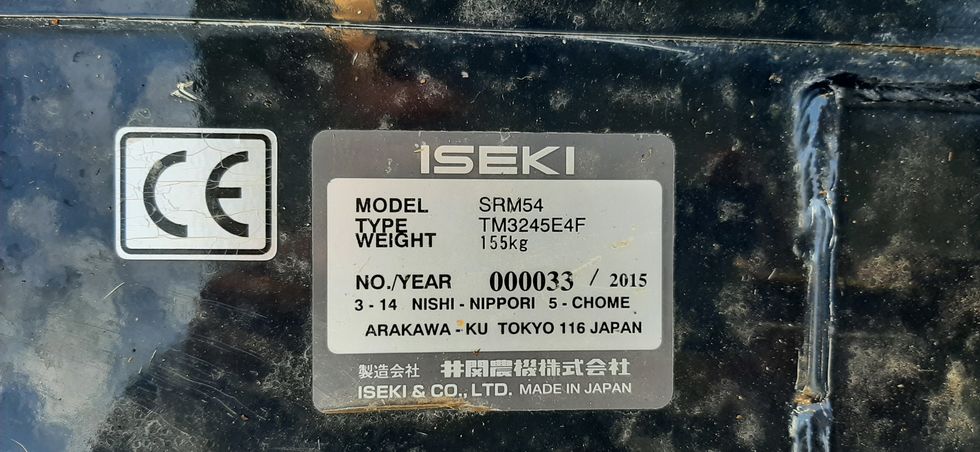 CE
ISEKI
MODEL SRM54
TYPE TM3245E4F
WEIGHT 155kg
NO./YEAR 000033 / 2015
3 - 14 NISHI - NIPPORI 5 - CHOME
ARAKAWA - KU TOKYO 116 JAPAN
製造会社 井関農機株式会社
ISEKI & CO., LTD. MADE IN JAPAN